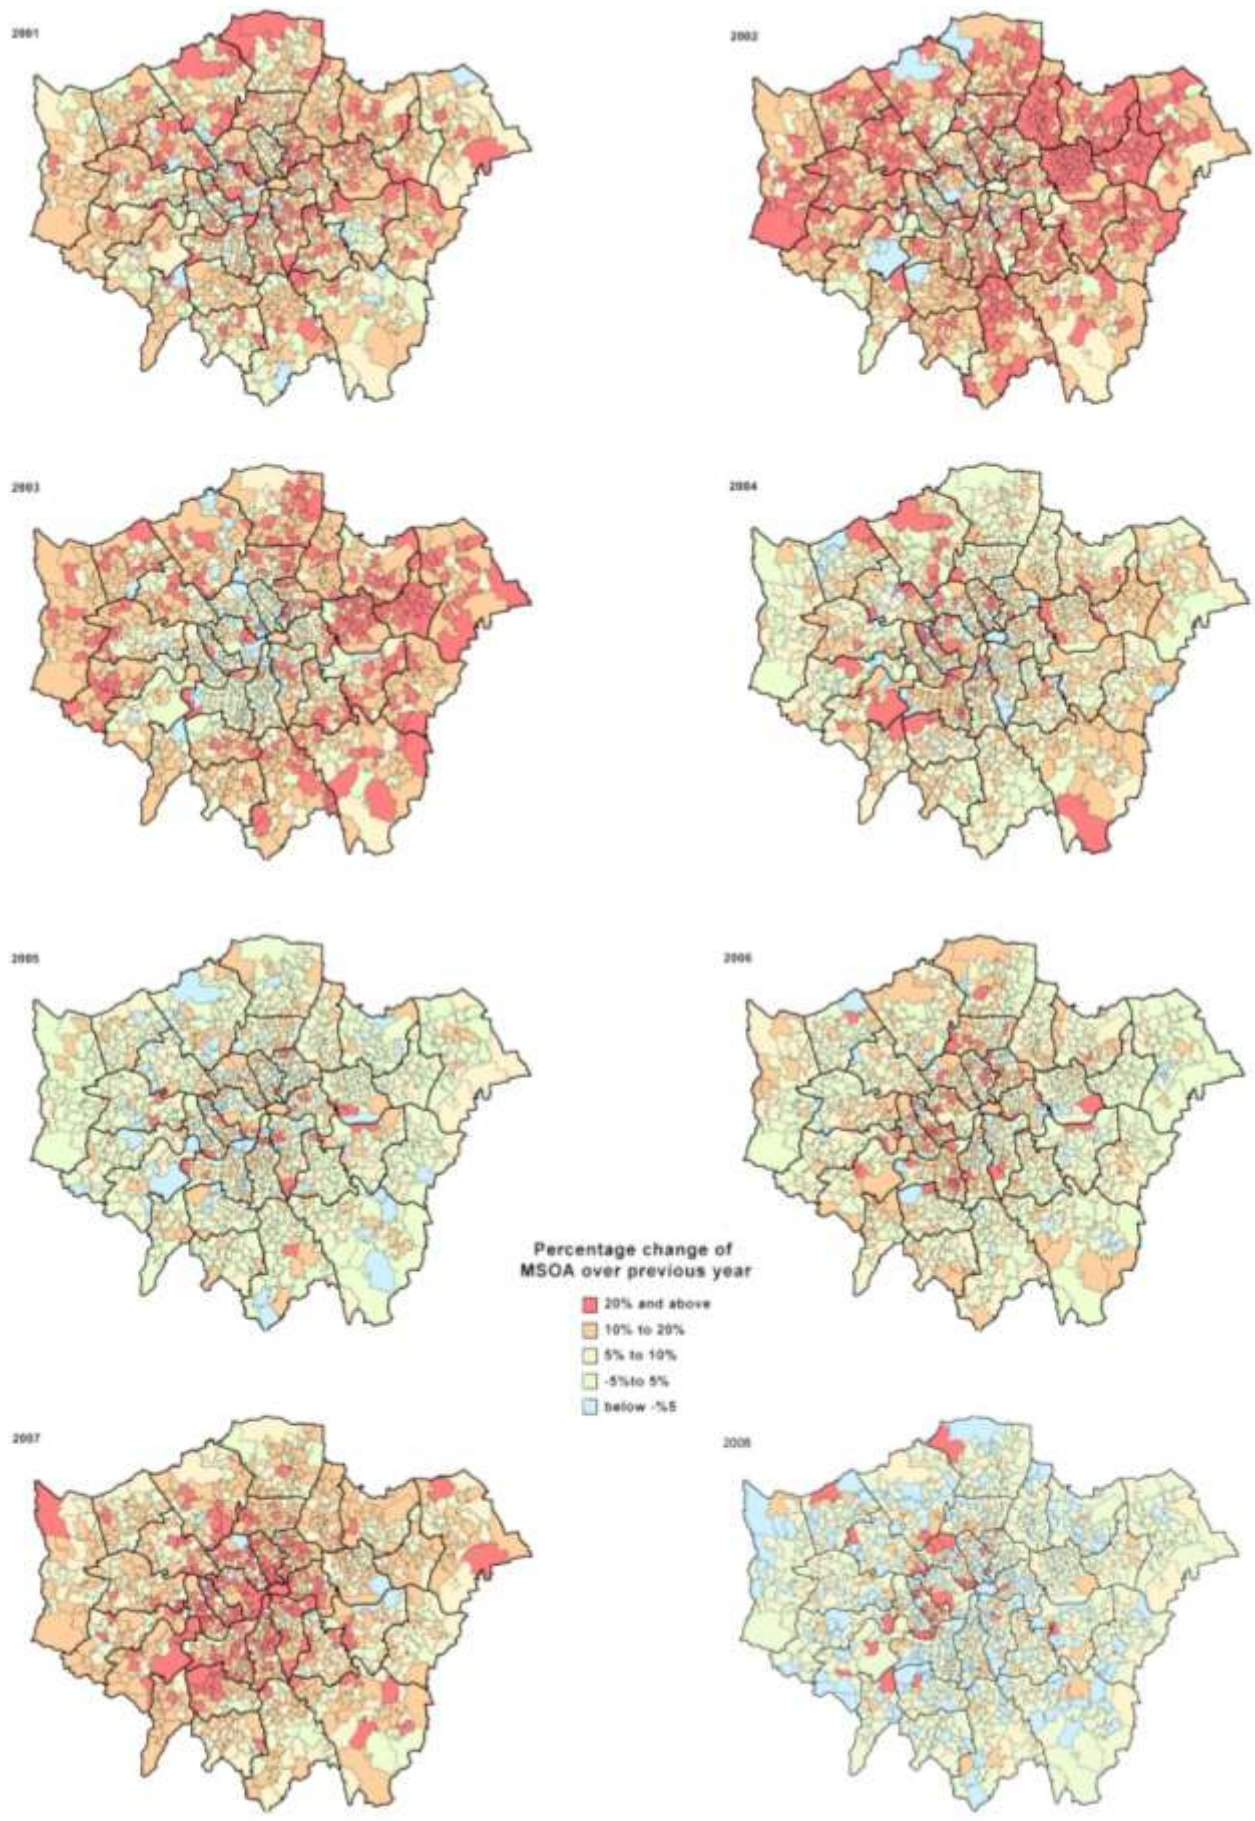 2001
2002
2003
2004
2005
2006
Percentage change of
MSOA over previous year
20% and above
10% to 20%
5% to 10%
-5%to 5%
below -%5
2007
2008